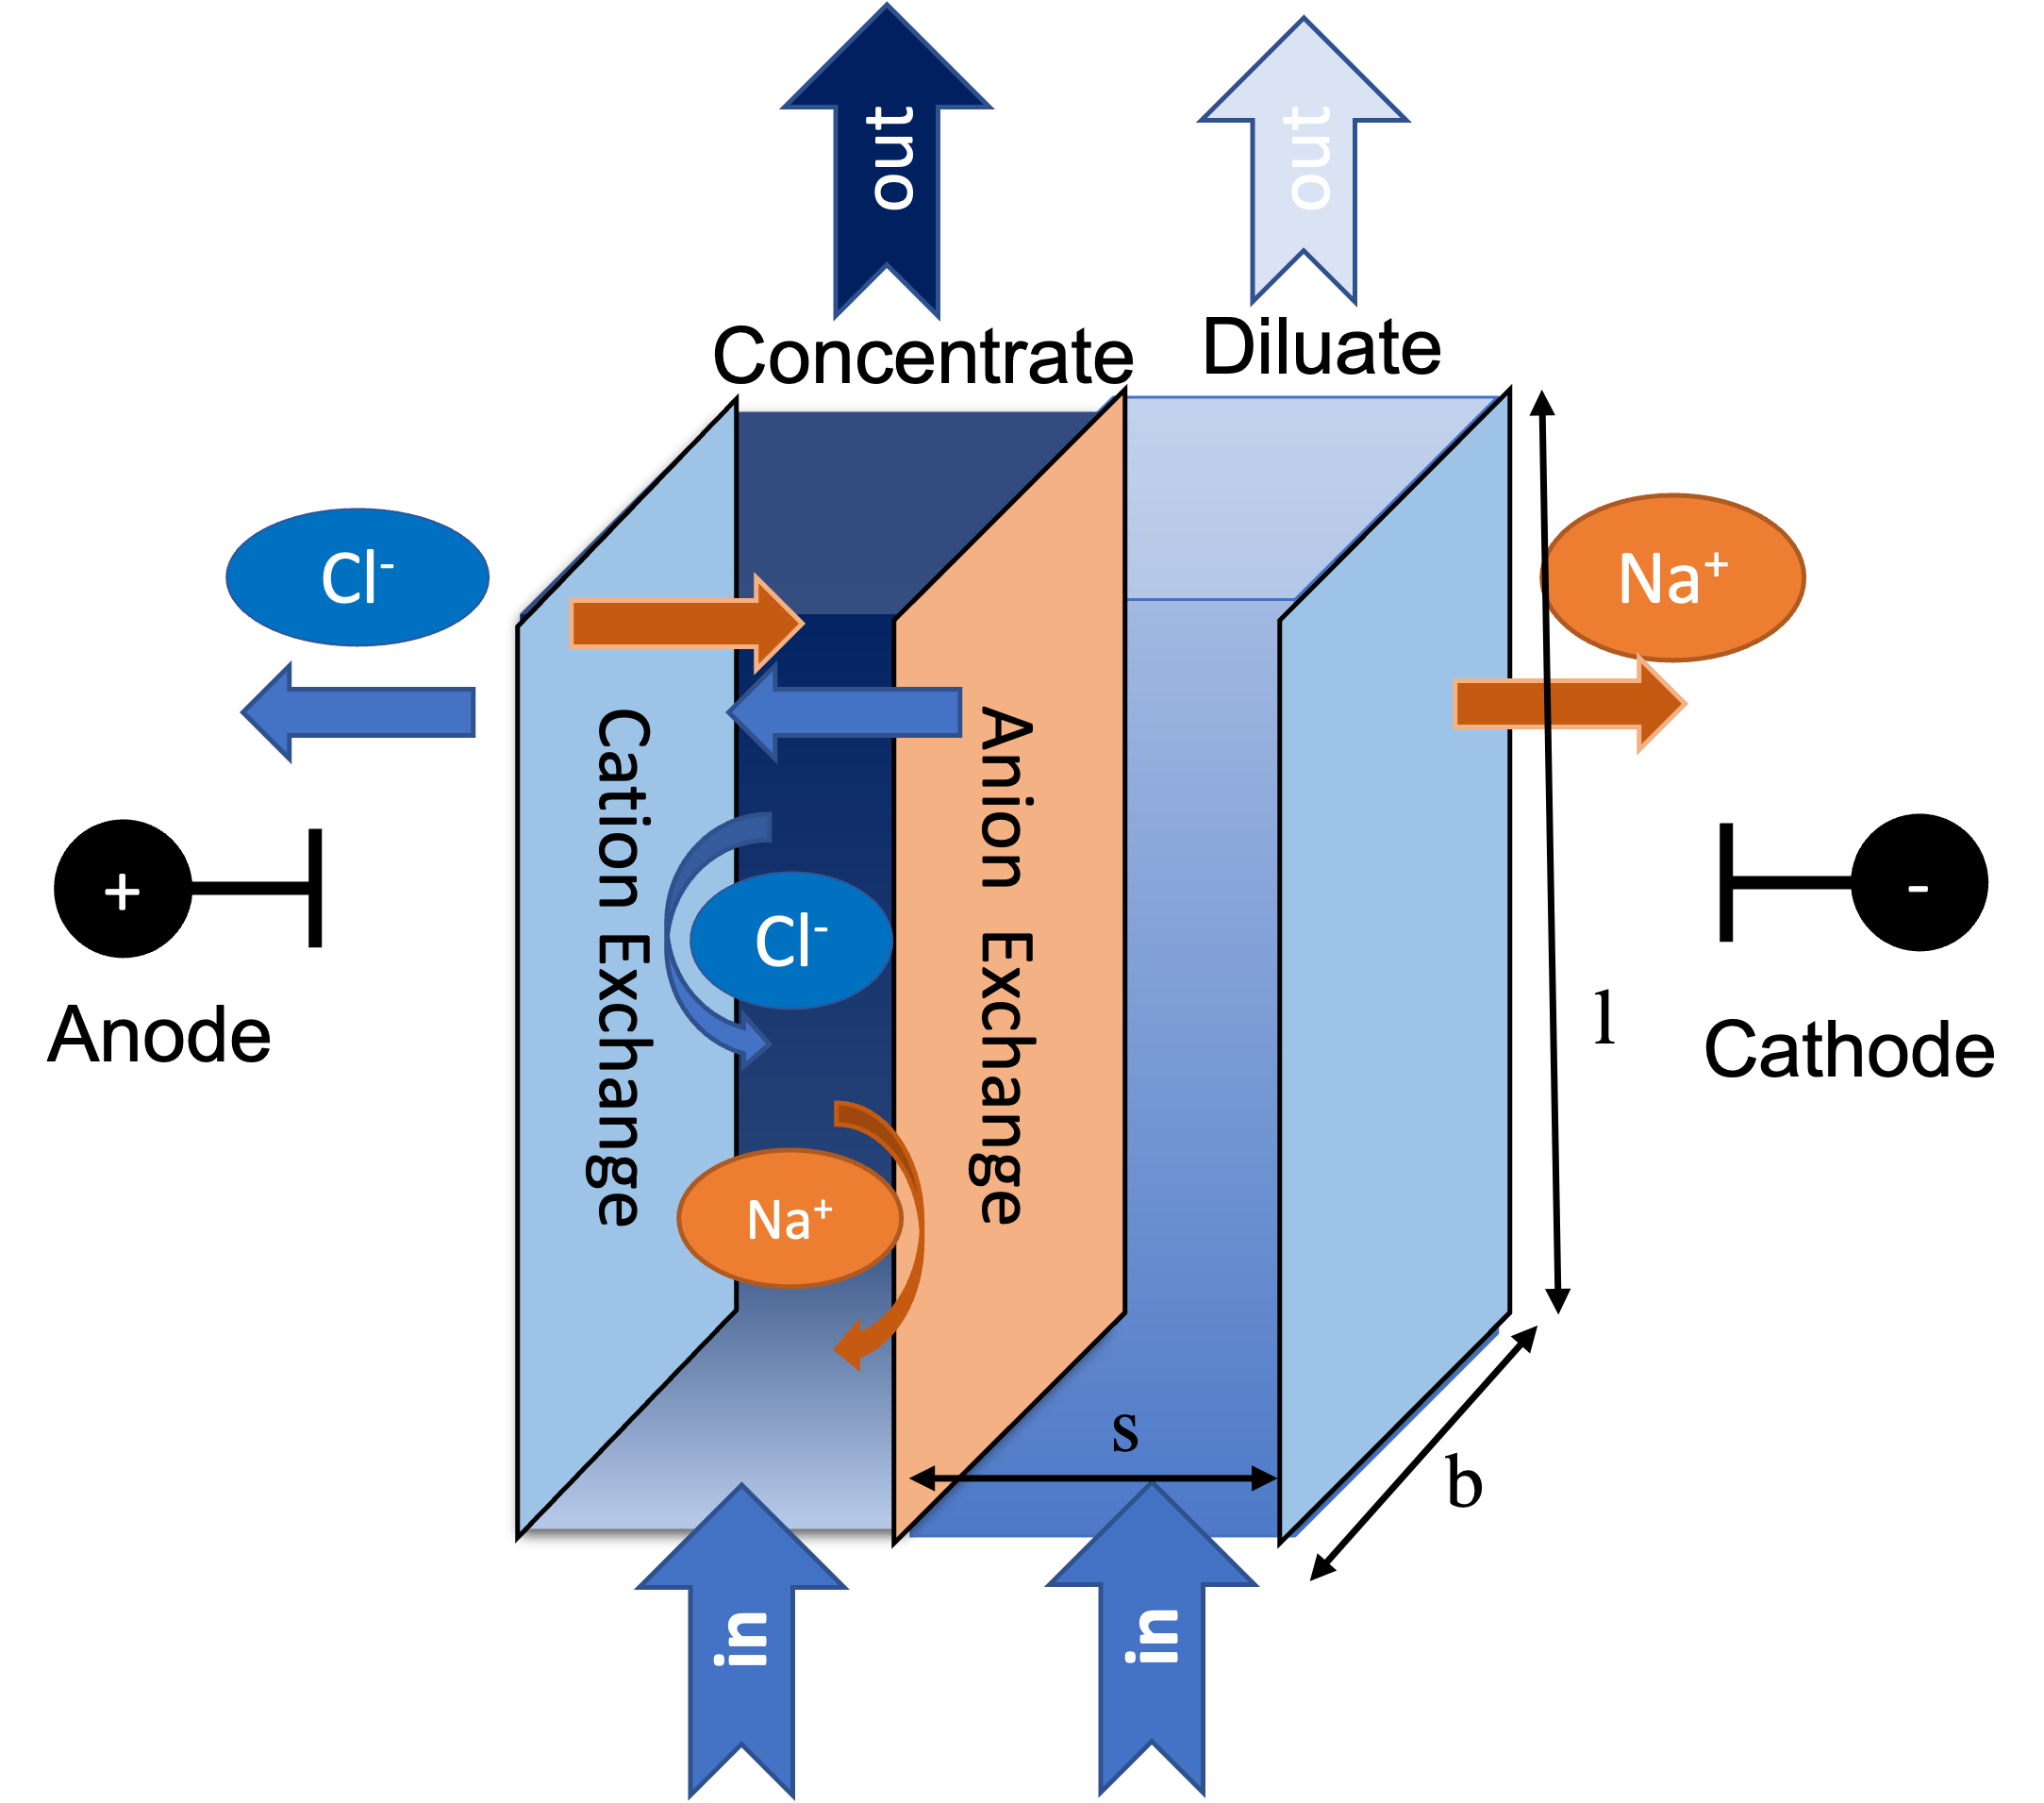 out
out
Concentrate
Diluate
Cl-
Na+
Cation Exchange
Anion Exchange
+
-
Cl-
Anode
l
Cathode
Na+
s
b
in
in